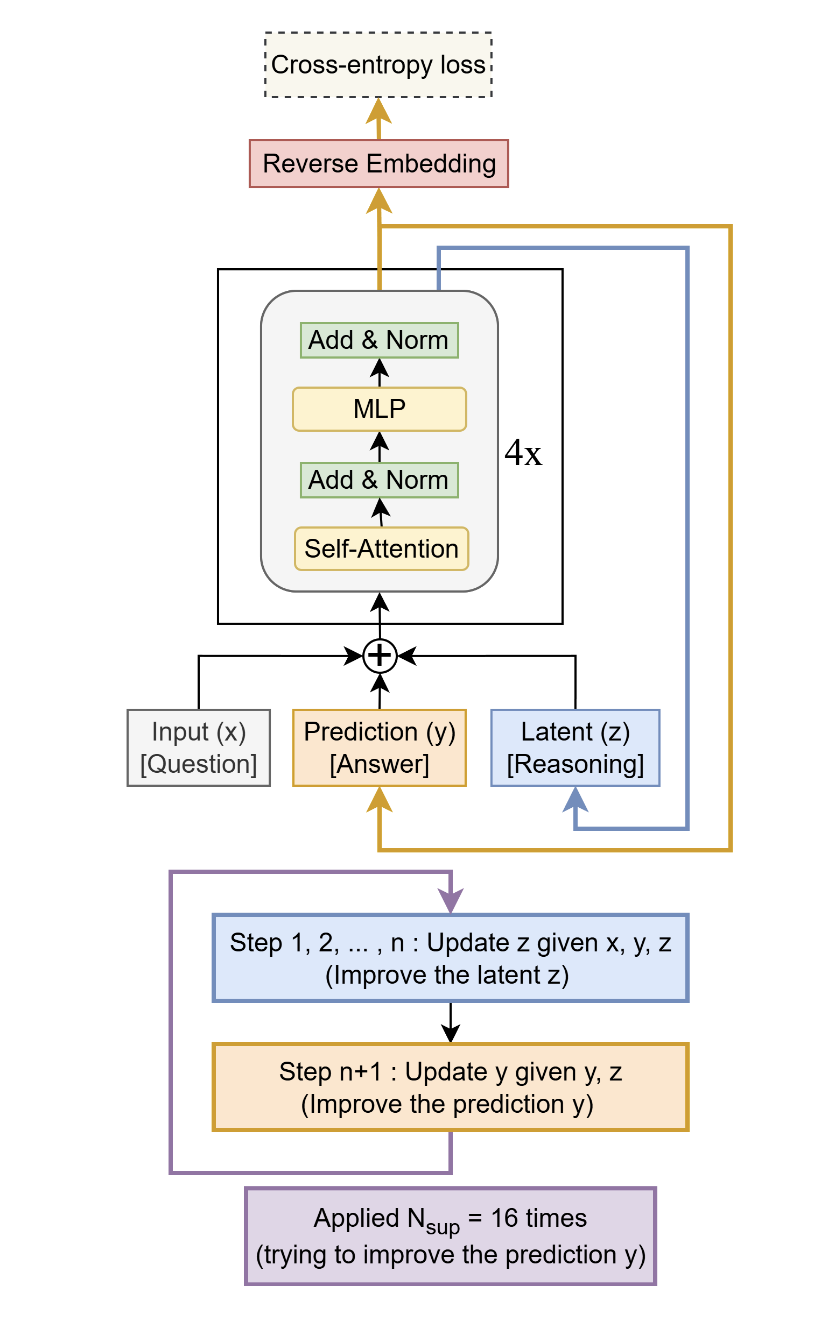 Cross-entropy loss
Reverse Embedding
Add & Norm
MLP
Add & Norm
Self-Attention
4x
+
Input (x)
[Question]
Prediction (y)
[Answer]
Latent (z)
[Reasoning]
Step 1, 2, ... , n : Update z given x, y, z
(Improve the latent z)
Step n+1 : Update y given y, z
(Improve the prediction y)
Applied Nsup = 16 times
(trying to improve the prediction y)